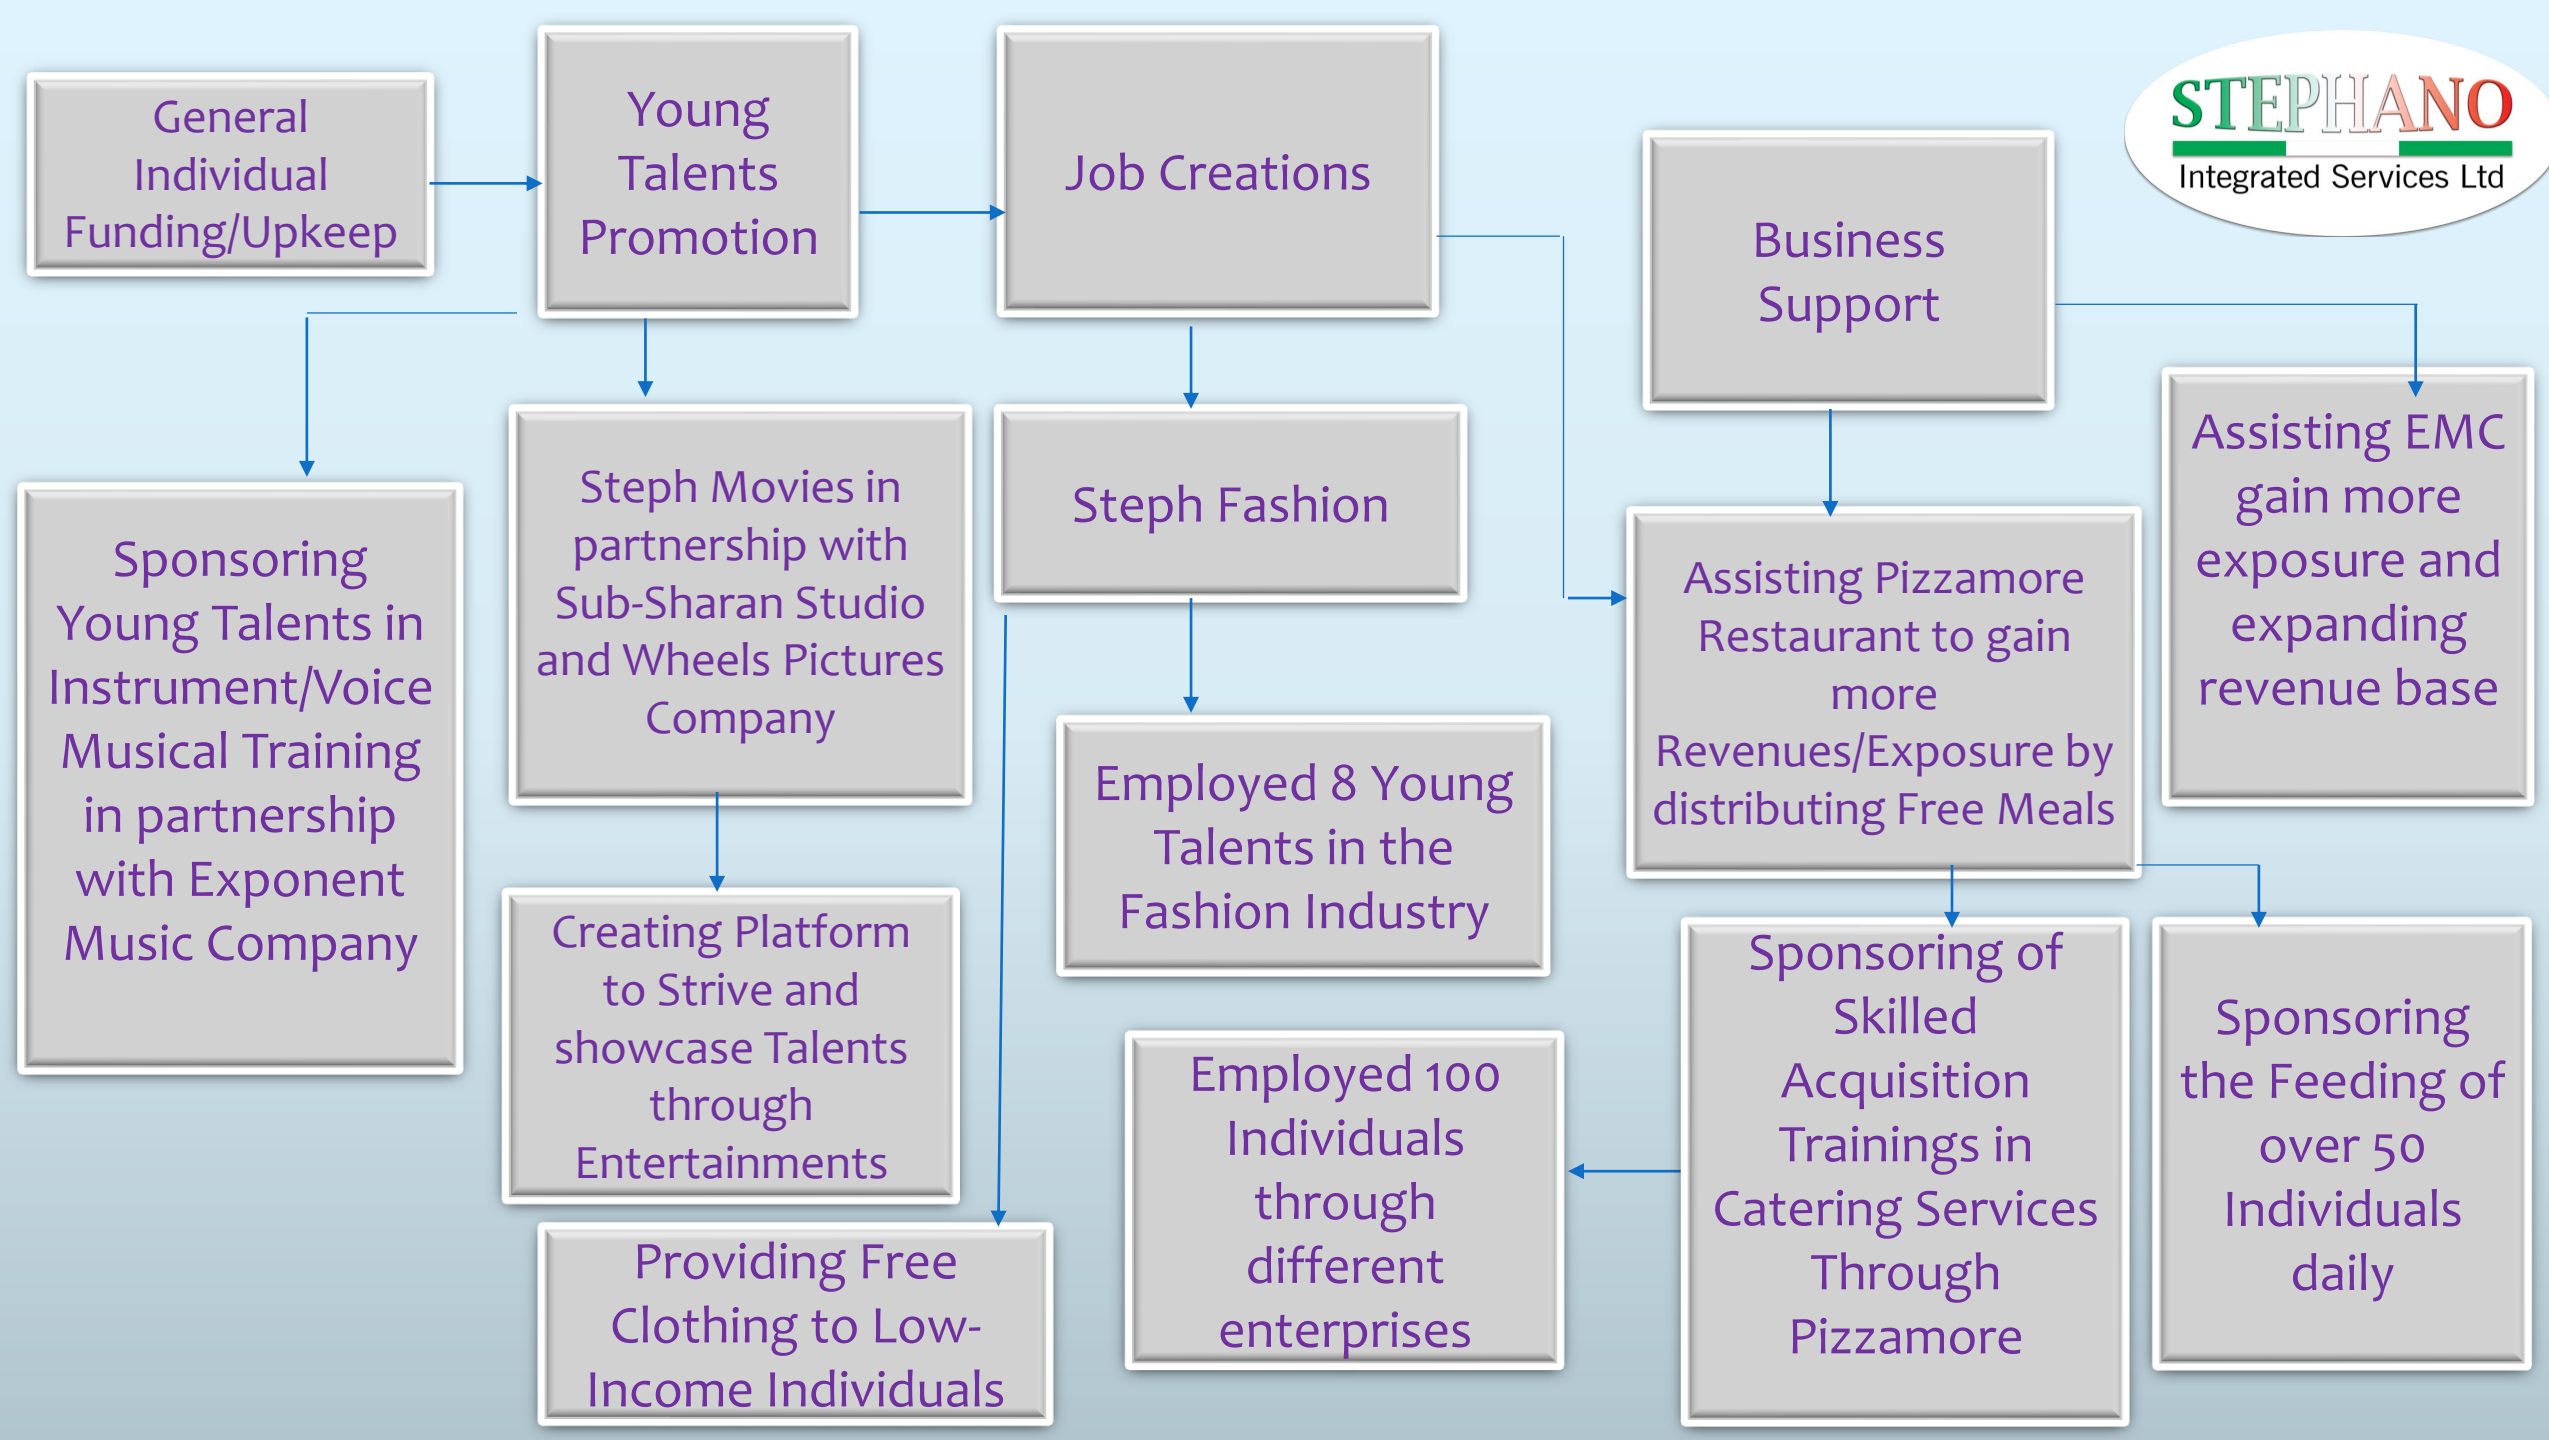 General
Individual
Funding/Upkeep
Young
Talents
Promotion
Job Creations
Business
Support
STEPHANO
Integrated Services Ltd
Sponsoring
Young Talents in
Instrument/Voice
Musical Training
in partnership
with Exponent
Music Company
Steph Movies in
partnership with
Sub-Sharan Studio
and Wheels Pictures
Company
Steph Fashion
Assisting Pizzamore
Restaurant to gain
more
Revenues/Exposure by
distributing Free Meals
Assisting EMC
gain more
exposure and
expanding
revenue base
Creating Platform
to Strive and
showcase Talents
through
Entertainments
Employed 8 Young
Talents in the
Fashion Industry
Providing Free
Clothing to Low-
Income Individuals
Employed 100
Individuals
through
different
enterprises
Sponsoring of
Skilled
Acquisition
Trainings in
Catering Services
Through
Pizzamore
Sponsoring
the Feeding of
over 50
Individuals
daily